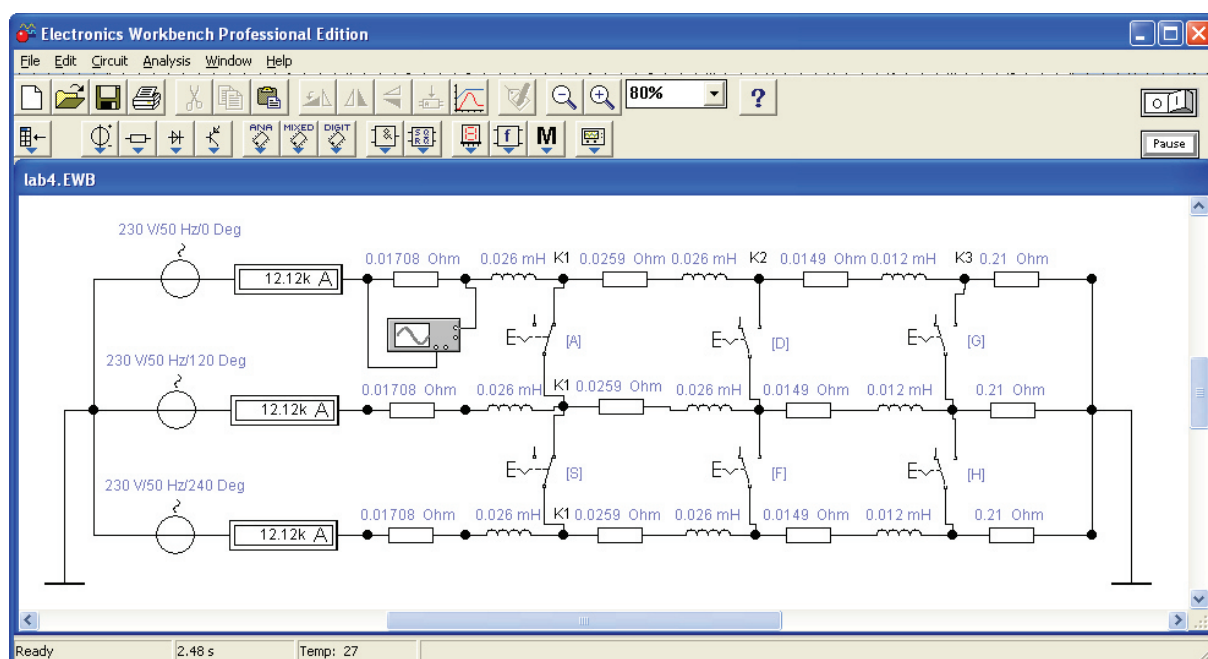 Electronics Workbench Professional Edition
File Edit Circuit Analysis Window Help
80% ?
O I
ANA MIXED DIGIT & f M
Pause
lab4.EWB
230 V/50 Hz/0 Deg
0.01708 Ohm 0.026 mH K1 0.0259 Ohm 0.026 mH K2 0.0149 Ohm 0.012 mH K3 0.21 Ohm
12.12k A
[A] [D] [G]
230 V/50 Hz/120 Deg
0.01708 Ohm 0.026 mH K1 0.0259 Ohm 0.026 mH 0.0149 Ohm 0.012 mH 0.21 Ohm
12.12k A
[S] [F] [H]
230 V/50 Hz/240 Deg
0.01708 Ohm 0.026 mH K1 0.0259 Ohm 0.026 mH 0.0149 Ohm 0.012 mH 0.21 Ohm
12.12k A
Ready 2.48 s Temp: 27